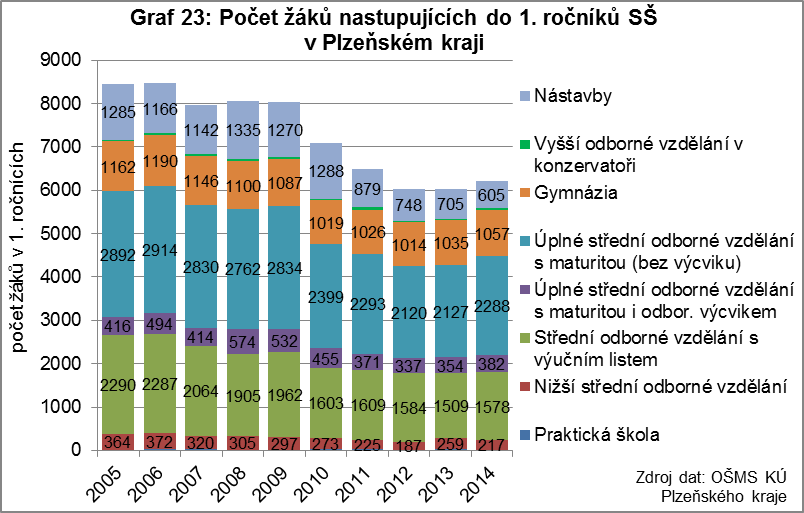 Graf 23: Počet žáků nastupujících do 1. ročníků SŠ
v Plzeňském kraji
počet žáků v 1. ročnících
9000
8000
7000
6000
5000
4000
3000
2000
1000
0
1285 1166 1142 1335 1270 1288 879 748 705 605
1162 1190 1146 1100 1087 1019 1026 1014 1035 1057
2892 2914 2830 2762 2834 2399 2293 2120 2127 2288
416 494 414 574 532 455 371 337 354 382
2290 2287 2064 1905 1962 1603 1609 1584 1509 1578
364 372 320 305 297 273 225 187 259 217
2005 2006 2007 2008 2009 2010 2011 2012 2013 2014
Nástavby
Vyšší odborné vzdělání v
konzervatoři
Gymnázia
Úplné střední odborné vzdělání
s maturitou (bez výcviku)
Úplné střední odborné vzdělání
s maturitou i odbor. výcvikem
Střední odborné vzdělání s
výučním listem
Nižší střední odborné vzdělání
Praktická škola
Zdroj dat: OŠMS KÚ
Plzeňského kraje